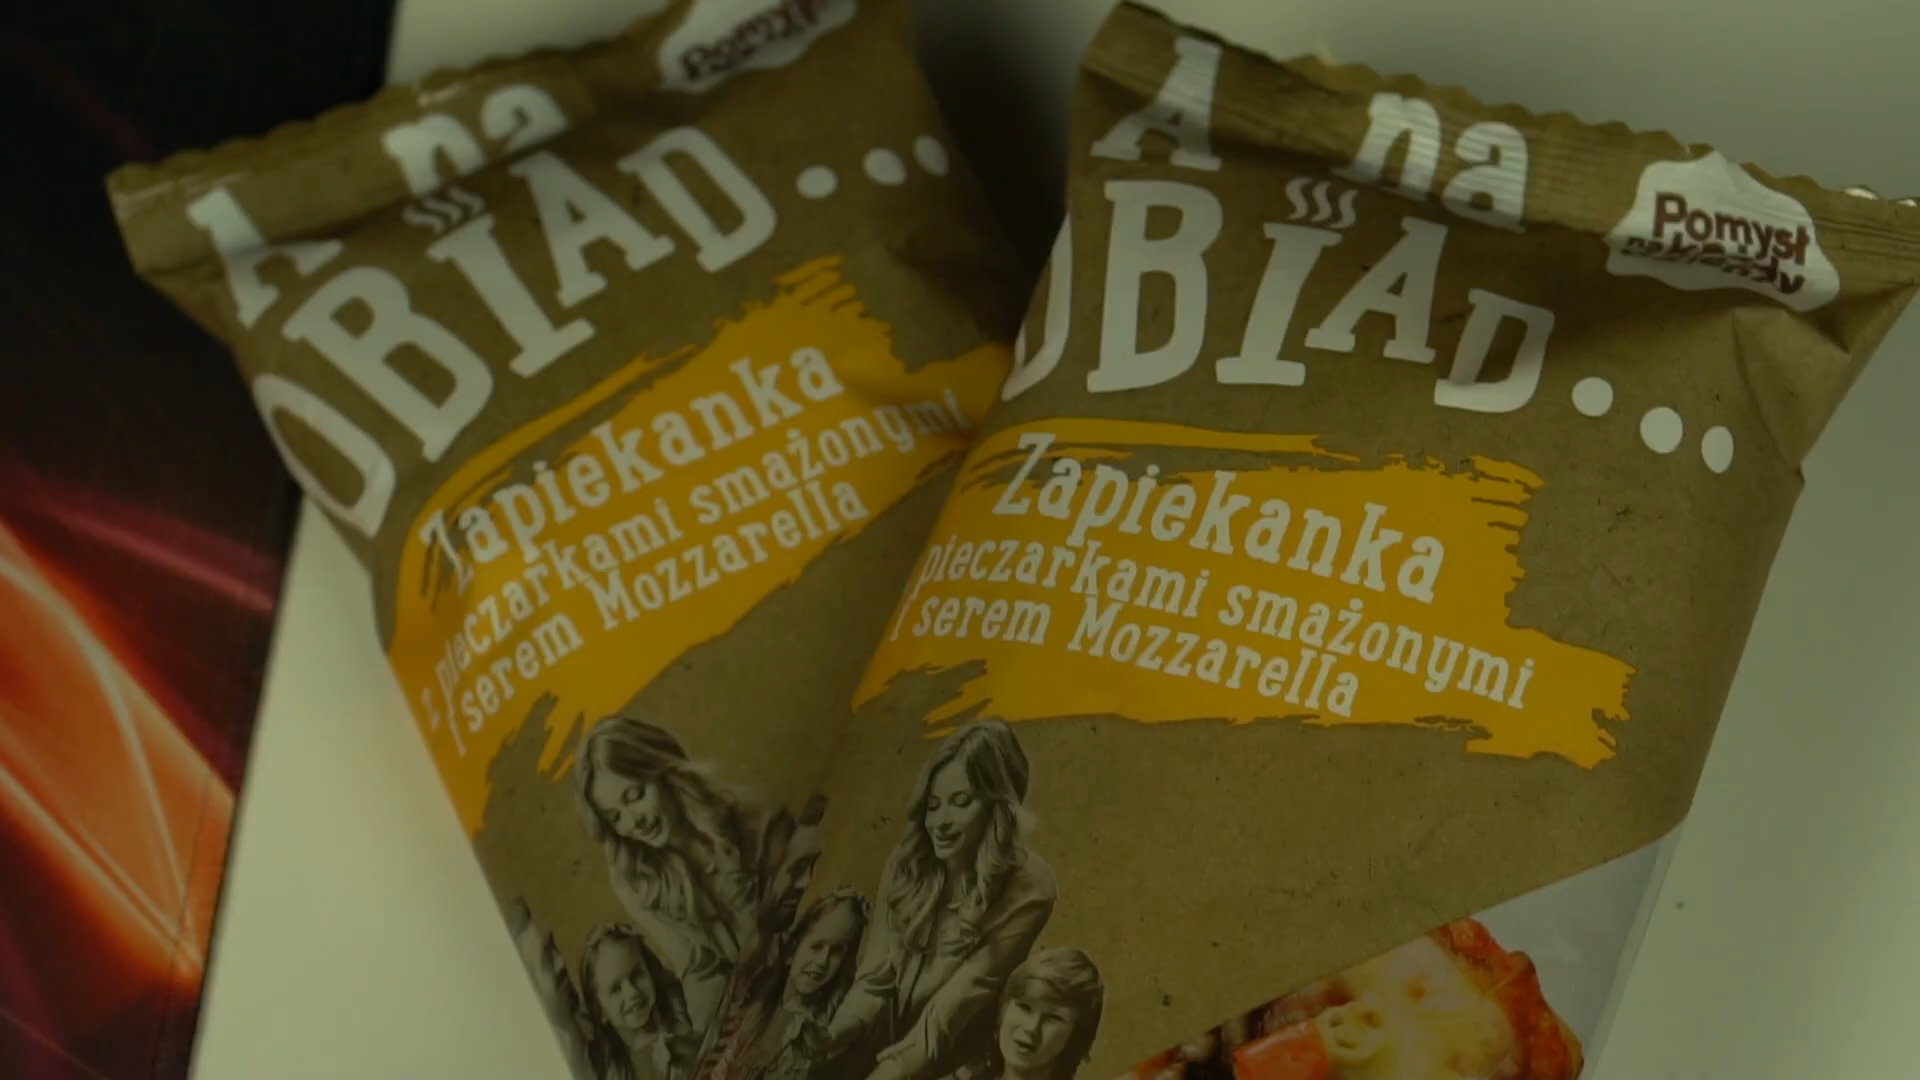 A na
OBIAD...
Zapiekanka
z pieczarkami smażonymi
i serem Mozzarella
A na
OBIAD...
Pomysł
Zapiekanka
pieczarkami smażonymi
i serem Mozzarella